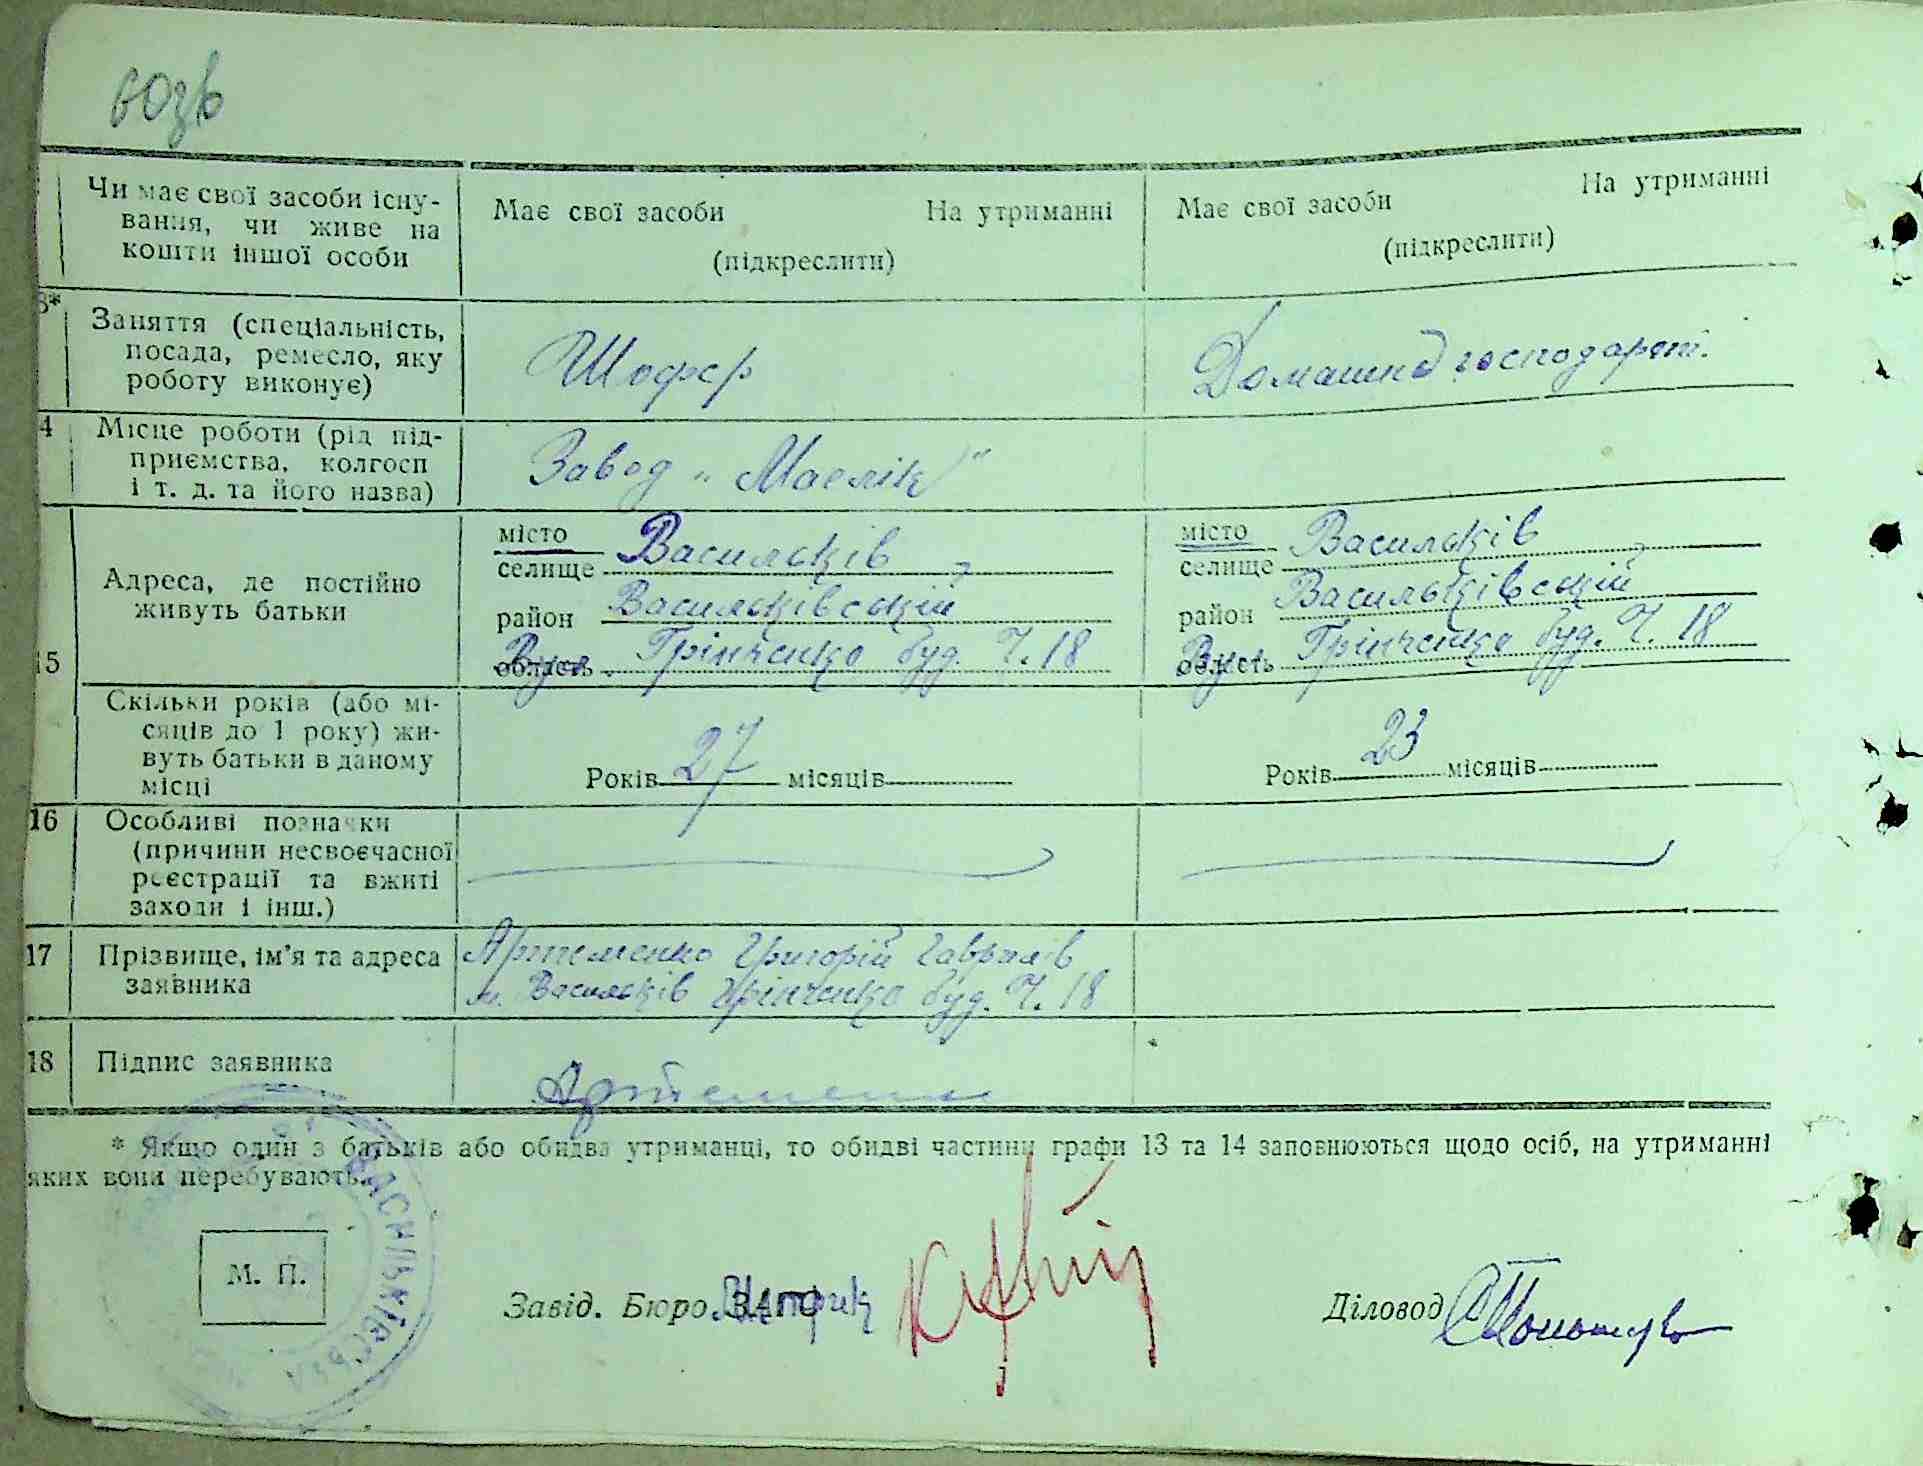 возв
Чи має свої засоби існу- Має свої засоби На утриманні Має свої засоби На утриманні
вання, чи живе на
кошти іншої особи (підкреслити) (підкреслити)
3*
Заняття (спеціальність,
посада, ремесло, яку Шофер Домашнє господарст.
роботу виконує)
4 Місце роботи (рід під-
приємства, колгосп Завод „
і т. д. та його назва)
місто Васильків місто Васильків
селище селище
Адреса, де постійно
живуть батьки район Васильківський район Васильківський
15 область Грінченко буд. Ч. 18 область Грінченко буд. Ч. 18
Скільки років (або мі-
сяців до 1 року) жи-
вуть батьки в даному Років 27 місяців Років 23 місяців
місці
16 Особливі позначки
(причини несвоєчасної
реєстрації та вжиті
заходи і інш.)
17 Прізвище, ім'я та адреса Артеменко Григорій Гаврилів
заявника м. Васильків Грінченко буд. Ч. 18
18 Підпис заявника Артеменко
* Якщо один з батьків або обидва утриманці, то обидві частини графи 13 та 14 заповнюються щодо осіб, на утриманні
яких вони перебувають.
ВАСИЛЬКІВСЬКА
М. П.
Завід. Бюро ЗАГС Діловод